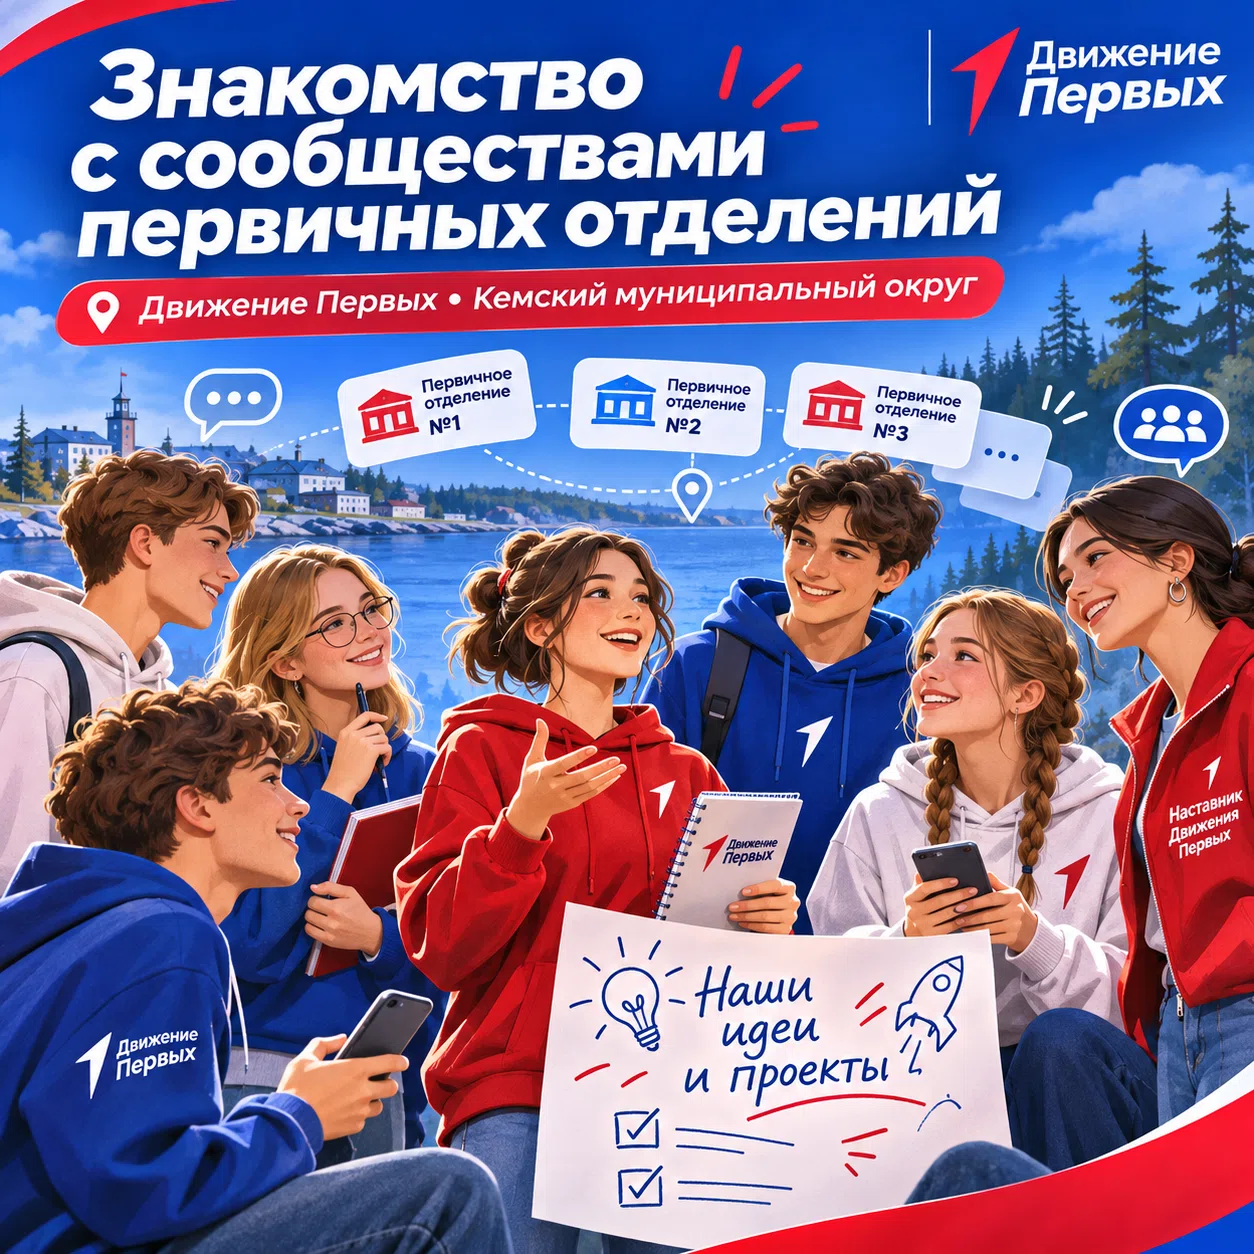 Знакомство
с сообществами
первичных отделений
Движение
Первых
Движение Первых • Кемский муниципальный округ
Первичное
отделение
№1
Первичное
отделение
№2
Первичное
отделение
№3
Движение
Первых
Наставник
Движения
Первых
Движение
Первых
Наши
идеи
и проекты